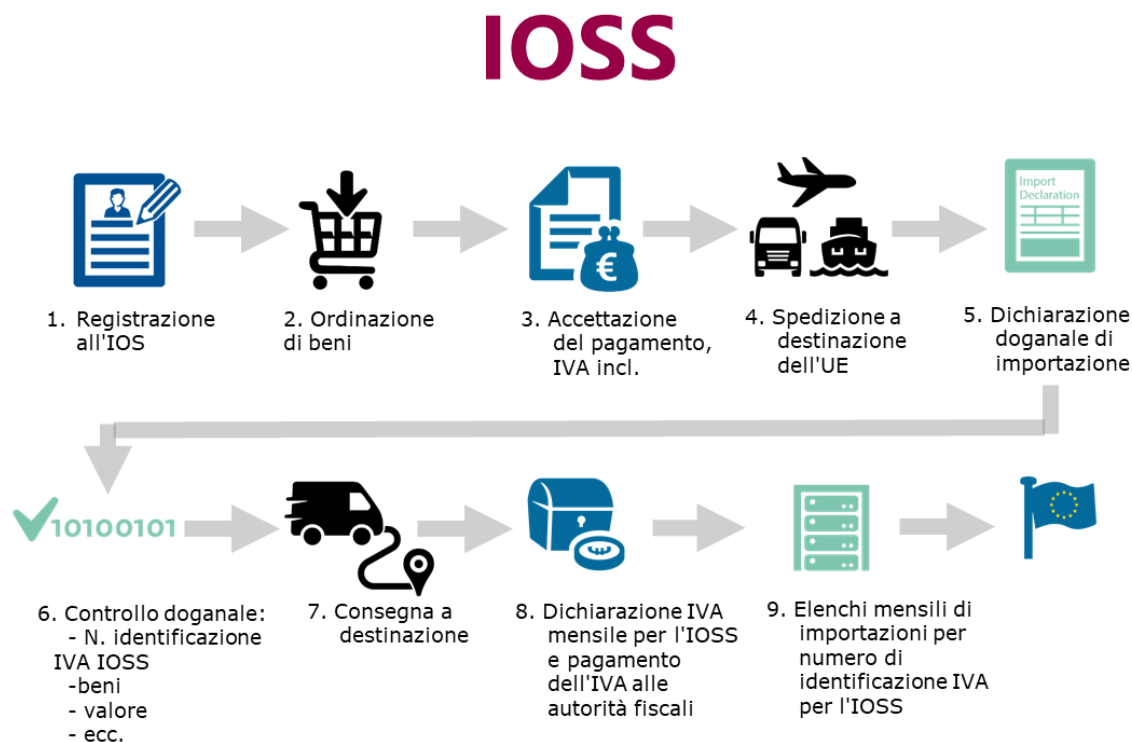 IOSS
Import
Declaration
€
1. Registrazione
all'IOS
2. Ordinazione
di beni
3. Accettazione
del pagamento,
IVA incl.
4. Spedizione a
destinazione
dell'UE
5. Dichiarazione
doganale di
importazione
10100101
6. Controllo doganale:
- N. identificazione
IVA IOSS
-beni
- valore
- ecc.
7. Consegna a
destinazione
8. Dichiarazione IVA
mensile per l'IOSS
e pagamento
dell'IVA alle
autorità fiscali
9. Elenchi mensili di
importazioni per
numero di
identificazione IVA
per l'IOSS